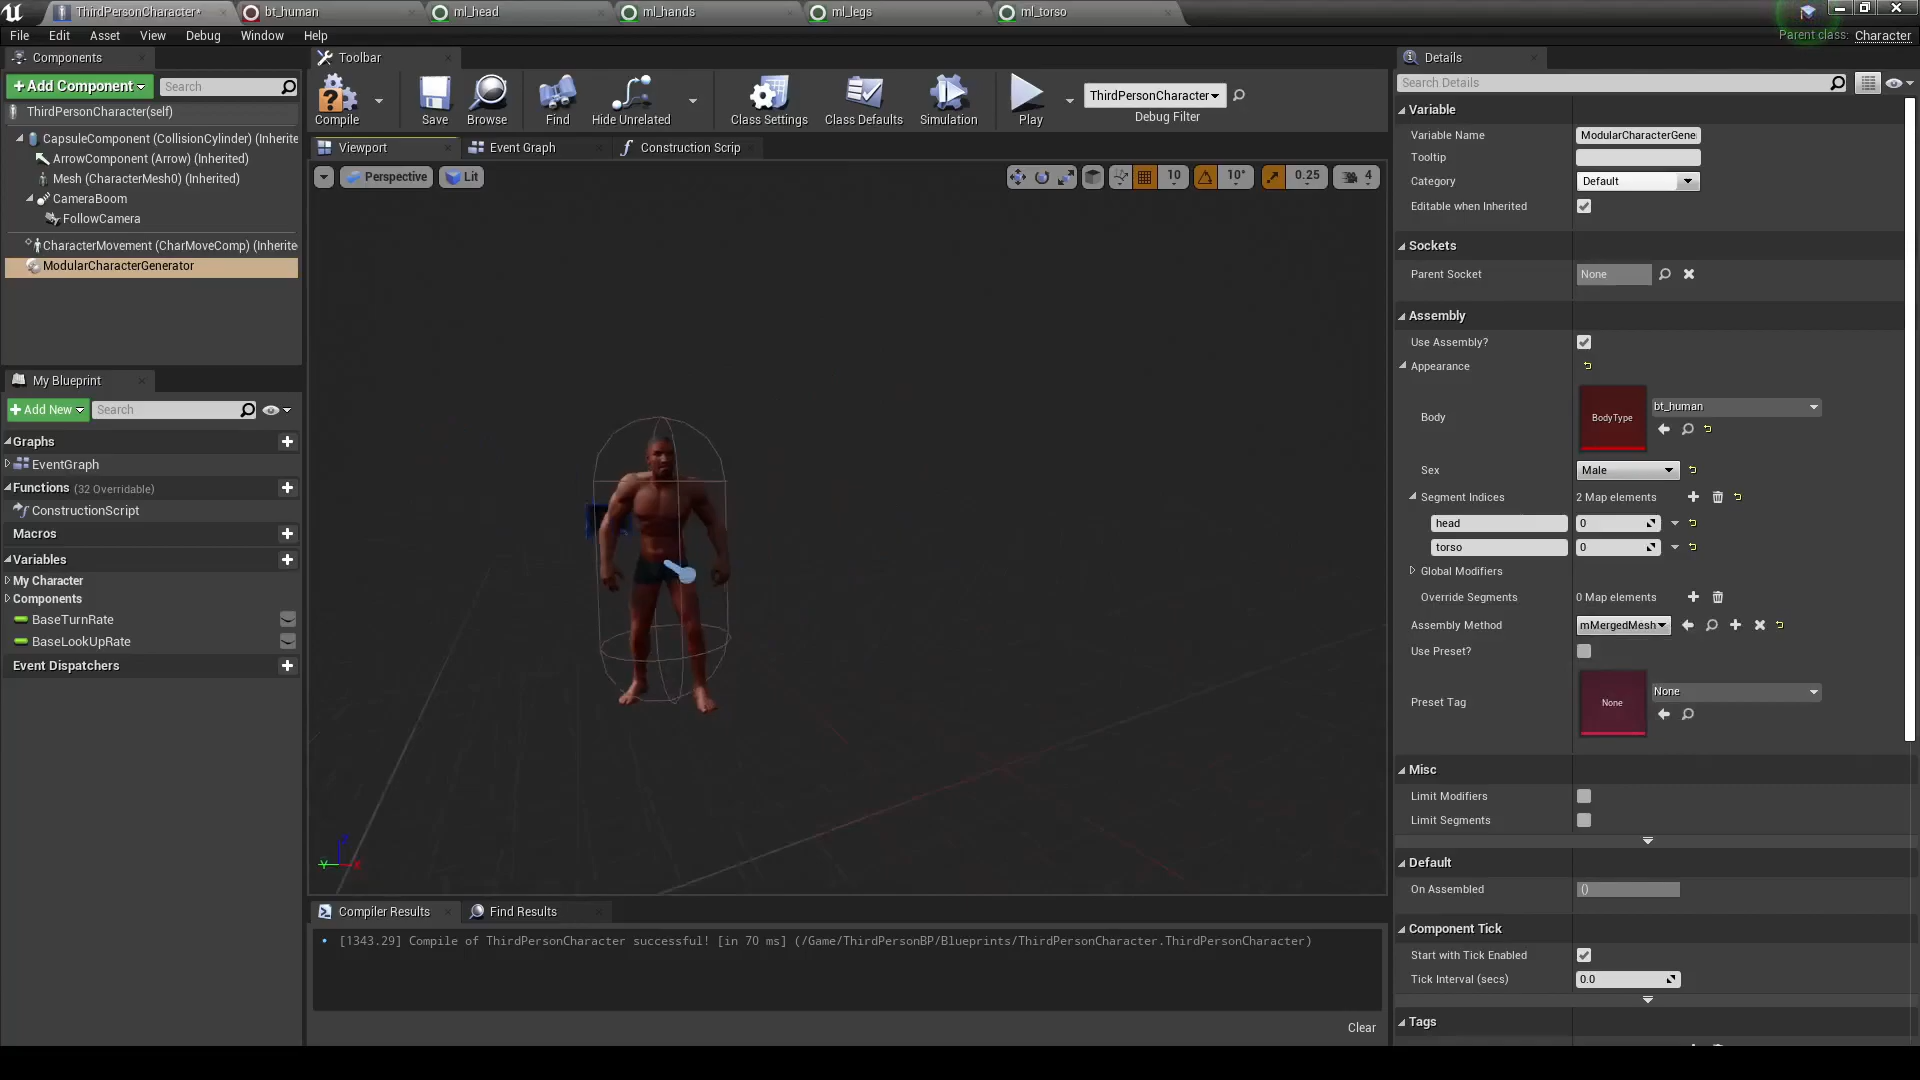 ThirdPersonCharacter*
bt_human
ml_head
ml_hands
ml_legs
ml_torso
File Edit Asset View Debug Window Help
Parent class: Character
Components
Toolbar
Details
+Add Component
Search
Search Details
ThirdPersonCharacter(self)
CapsuleComponent (CollisionCylinder) (Inherite
ArrowComponent (Arrow) (Inherited)
Mesh (CharacterMesh0) (Inherited)
CameraBoom
FollowCamera
CharacterMovement (CharMoveComp) (Inherite
ModularCharacterGenerator
My Blueprint
+Add New
Search
Graphs
EventGraph
Functions (32 Overridable)
ConstructionScript
Macros
Variables
My Character
Components
BaseTurnRate
BaseLookUpRate
Event Dispatchers
Compile
Save
Browse
Find
Hide Unrelated
Class Settings
Class Defaults
Simulation
Play
ThirdPersonCharacter
Debug Filter
Viewport
Event Graph
Construction Scrip
Perspective
Lit
10
10°
0.25
4
Z
Y
X
Compiler Results
Find Results
• [1343.29] Compile of ThirdPersonCharacter successful! [in 70 ms] (/Game/ThirdPersonBP/Blueprints/ThirdPersonCharacter.ThirdPersonCharacter)
Clear
Variable
Variable Name ModularCharacterGene
Tooltip
Category Default
Editable when Inherited
Sockets
Parent Socket None
Assembly
Use Assembly?
Appearance
Body BodyType bt_human
Sex Male
Segment Indices 2 Map elements
head 0
torso 0
Global Modifiers
Override Segments 0 Map elements
Assembly Method mMergedMesh
Use Preset?
Preset Tag None None
Misc
Limit Modifiers
Limit Segments
Default
On Assembled ()
Component Tick
Start with Tick Enabled
Tick Interval (secs) 0.0
Tags